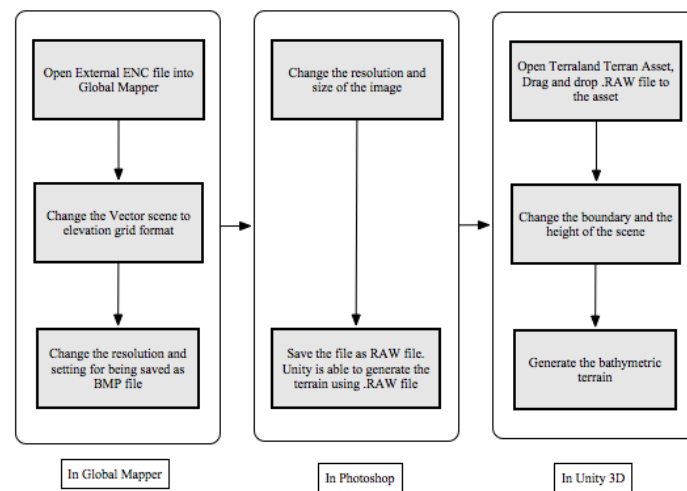 Open External ENC file into
Global Mapper
Change the Vector scene to
elevation grid format
Change the resolution and
setting for being saved as
BMP file
In Global Mapper
Change the resolution and
size of the image
Save the file as RAW file.
Unity is able to generate the
terrain using .RAW file
In Photoshop
Open Terraland Terran Asset,
Drag and drop .RAW file to
the asset
Change the boundary and the
height of the scene
Generate the bathymetric
terrain
In Unity 3D